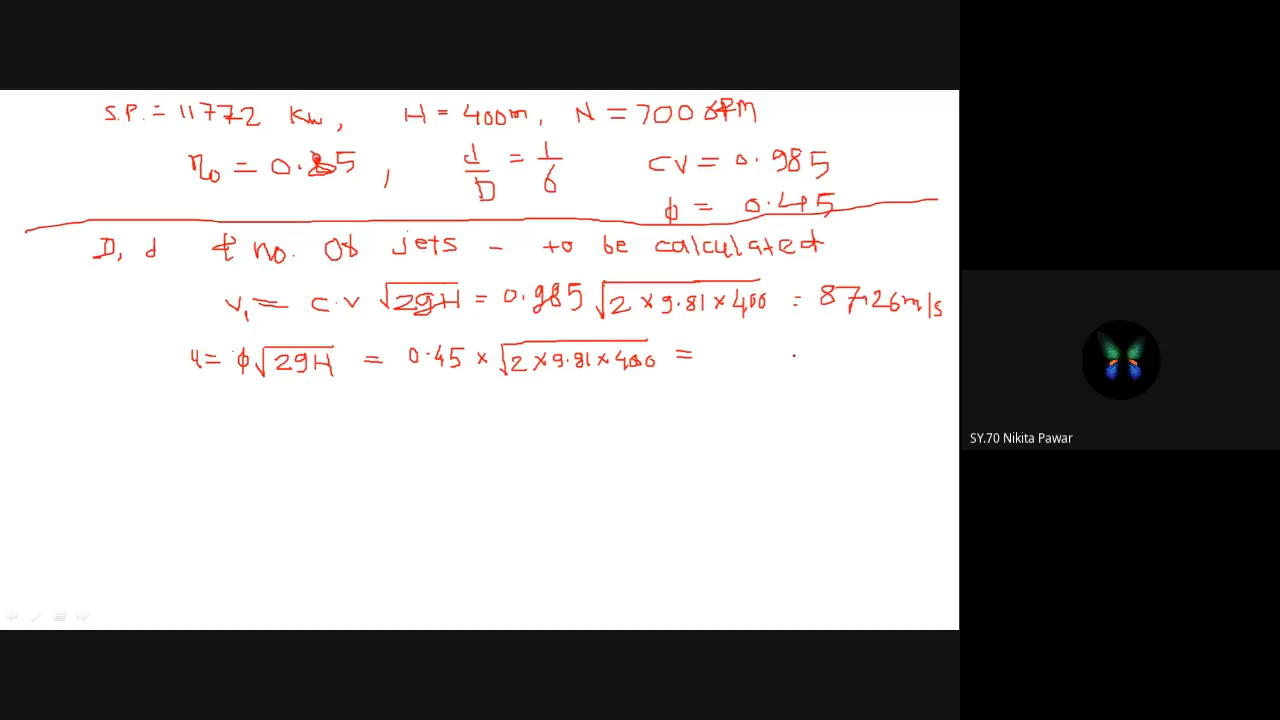 S.P. = 11772 Kw, H = 400m, N = 700 RPM
ηo = 0.85, d/D = 1/6 CV = 0.985
φ = 0.45
D, d & no. of jets - to be calculated
V₁ = C.V √2gH = 0.985 √2 × 9.81 × 400 = 87.26 m/s
u = φ √2gH = 0.45 × √2 × 9.81 × 400 =
SY.70 Nikita Pawar